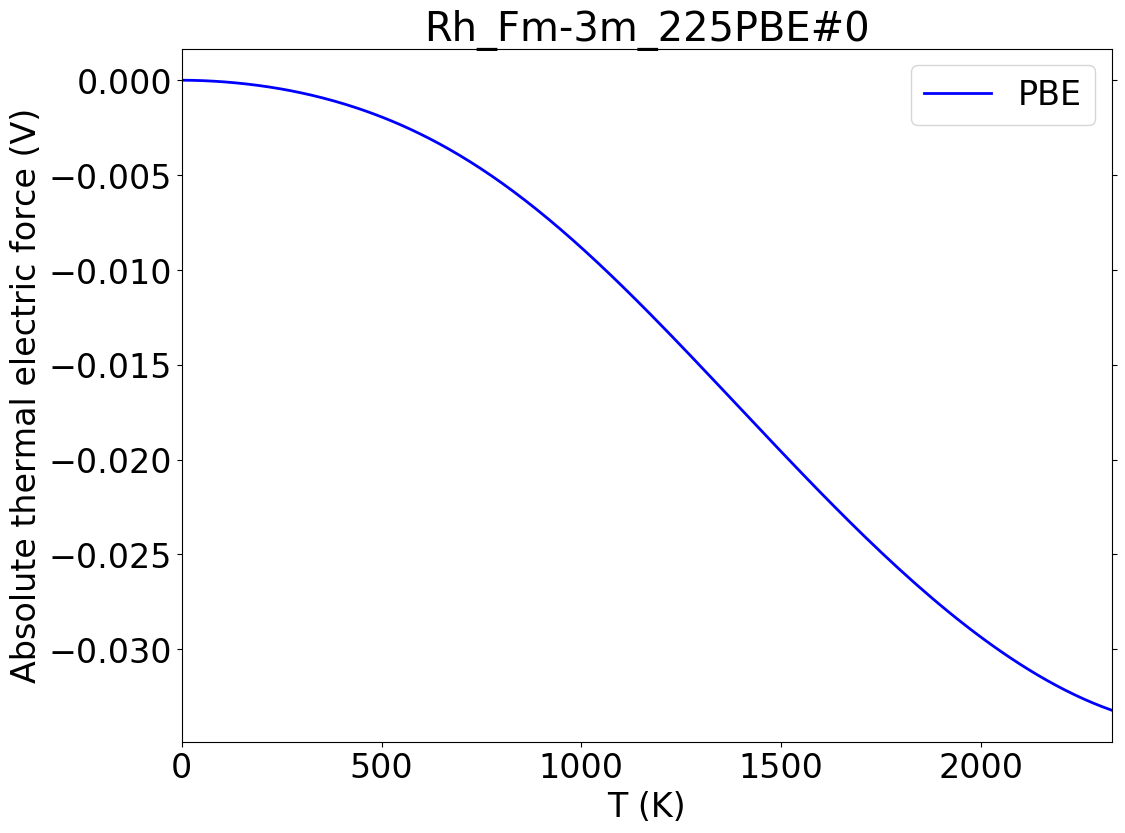 Rh_Fm-3m_225PBE#0
PBE
Absolute thermal electric force (V)
0.000
−0.005
−0.010
−0.015
−0.020
−0.025
−0.030
0 500 1000 1500 2000
T (K)